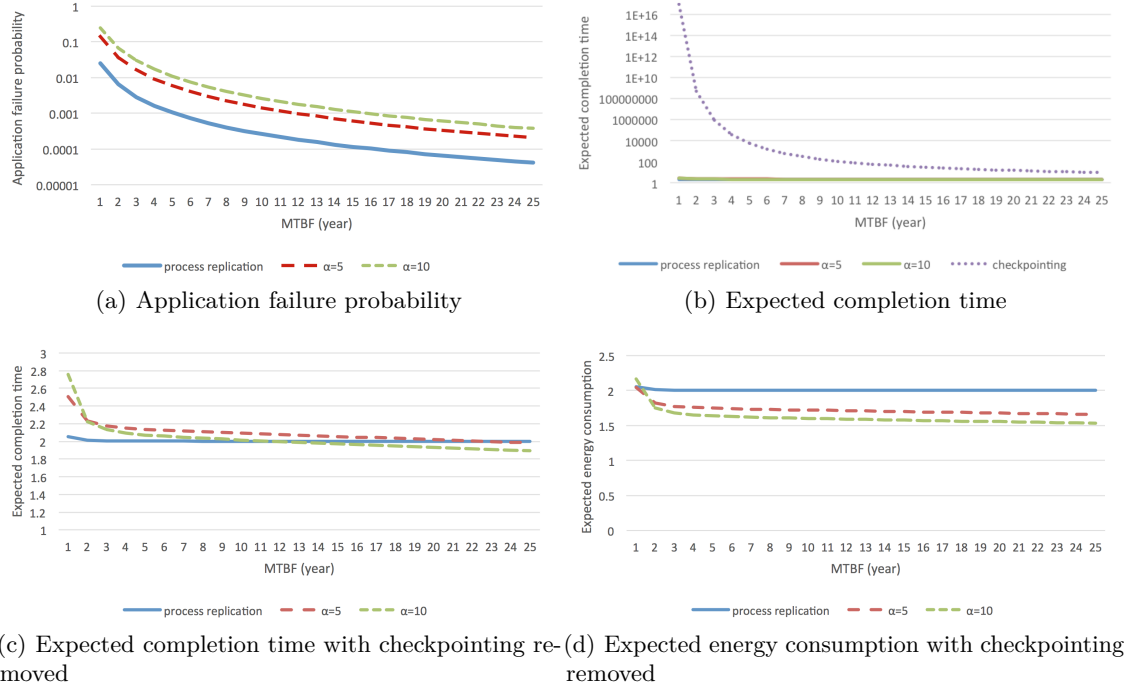 1
0.1
0.01
0.001
0.0001
0.00001
Application failure probability
1 2 3 4 5 6 7 8 9 10 11 12 13 14 15 16 17 18 19 20 21 22 23 24 25
MTBF (year)
process replication α=5 α=10
(a) Application failure probability
1E+16
1E+14
1E+12
1E+10
100000000
1000000
10000
100
1
Expected completion time
1 2 3 4 5 6 7 8 9 10 11 12 13 14 15 16 17 18 19 20 21 22 23 24 25
MTBF (year)
process replication α=5 α=10 checkpointing
(b) Expected completion time
3
2.8
2.6
2.4
2.2
2
1.8
1.6
1.4
1.2
1
Expected completion time
1 2 3 4 5 6 7 8 9 10 11 12 13 14 15 16 17 18 19 20 21 22 23 24 25
MTBF (year)
process replication α=5 α=10
(c) Expected completion time with checkpointing re-
moved
2.5
2
1.5
1
0.5
0
Expected energy consumption
1 2 3 4 5 6 7 8 9 10 11 12 13 14 15 16 17 18 19 20 21 22 23 24 25
MTBF (year)
process replication α=5 α=10
(d) Expected energy consumption with checkpointing
removed